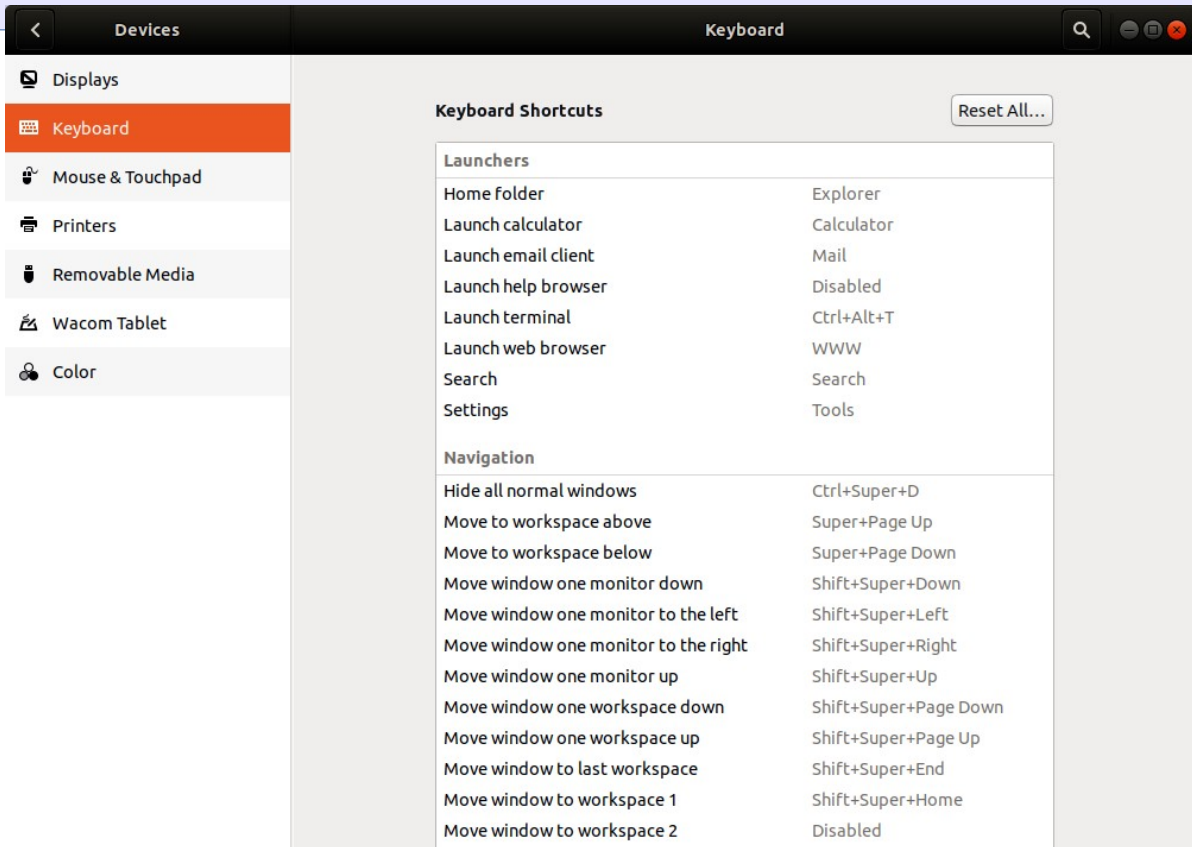 Devices
Keyboard
Displays
Keyboard
Mouse & Touchpad
Printers
Removable Media
Wacom Tablet
Color
Keyboard Shortcuts
Reset All...
Launchers
Home folder Explorer
Launch calculator Calculator
Launch email client Mail
Launch help browser Disabled
Launch terminal Ctrl+Alt+T
Launch web browser WWW
Search Search
Settings Tools
Navigation
Hide all normal windows Ctrl+Super+D
Move to workspace above Super+Page Up
Move to workspace below Super+Page Down
Move window one monitor down Shift+Super+Down
Move window one monitor to the left Shift+Super+Left
Move window one monitor to the right Shift+Super+Right
Move window one monitor up Shift+Super+Up
Move window one workspace down Shift+Super+Page Down
Move window one workspace up Shift+Super+Page Up
Move window to last workspace Shift+Super+End
Move window to workspace 1 Shift+Super+Home
Move window to workspace 2 Disabled